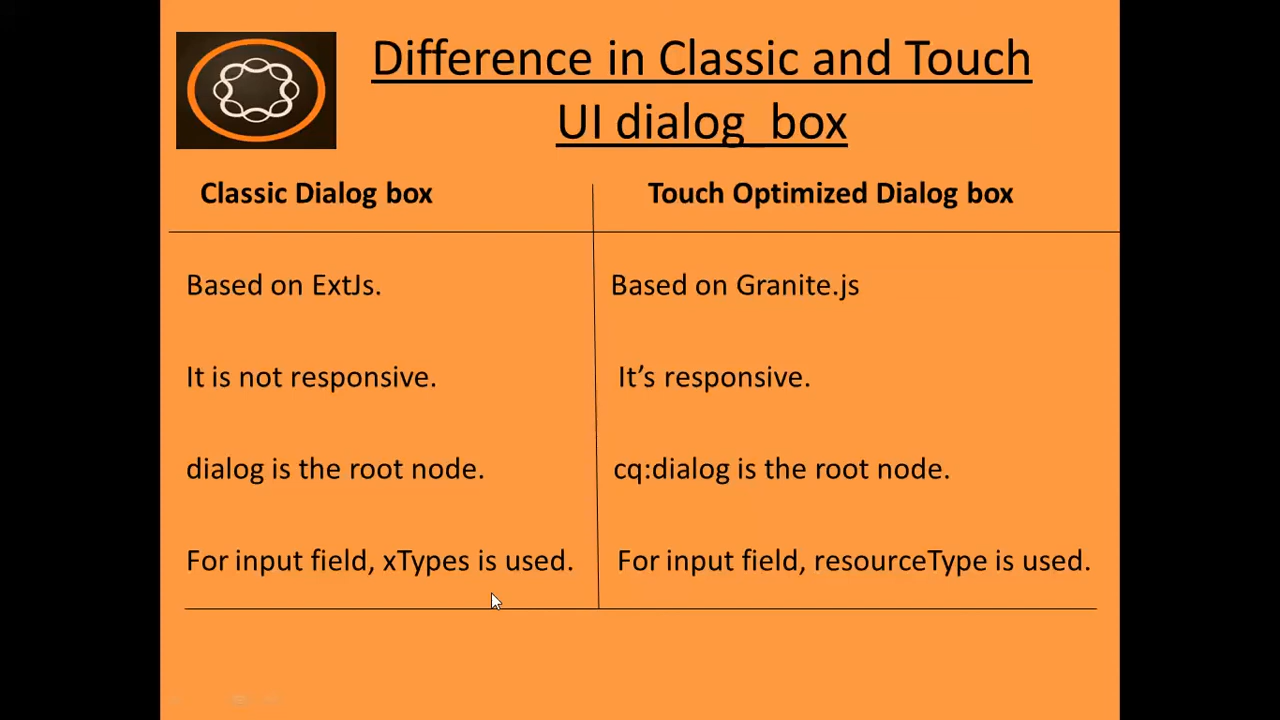 Difference in Classic and Touch
UI dialog_box
Classic Dialog box
Touch Optimized Dialog box
Based on ExtJs.
Based on Granite.js
It is not responsive.
It's responsive.
dialog is the root node.
cq:dialog is the root node.
For input field, xTypes is used.
For input field, resourceType is used.